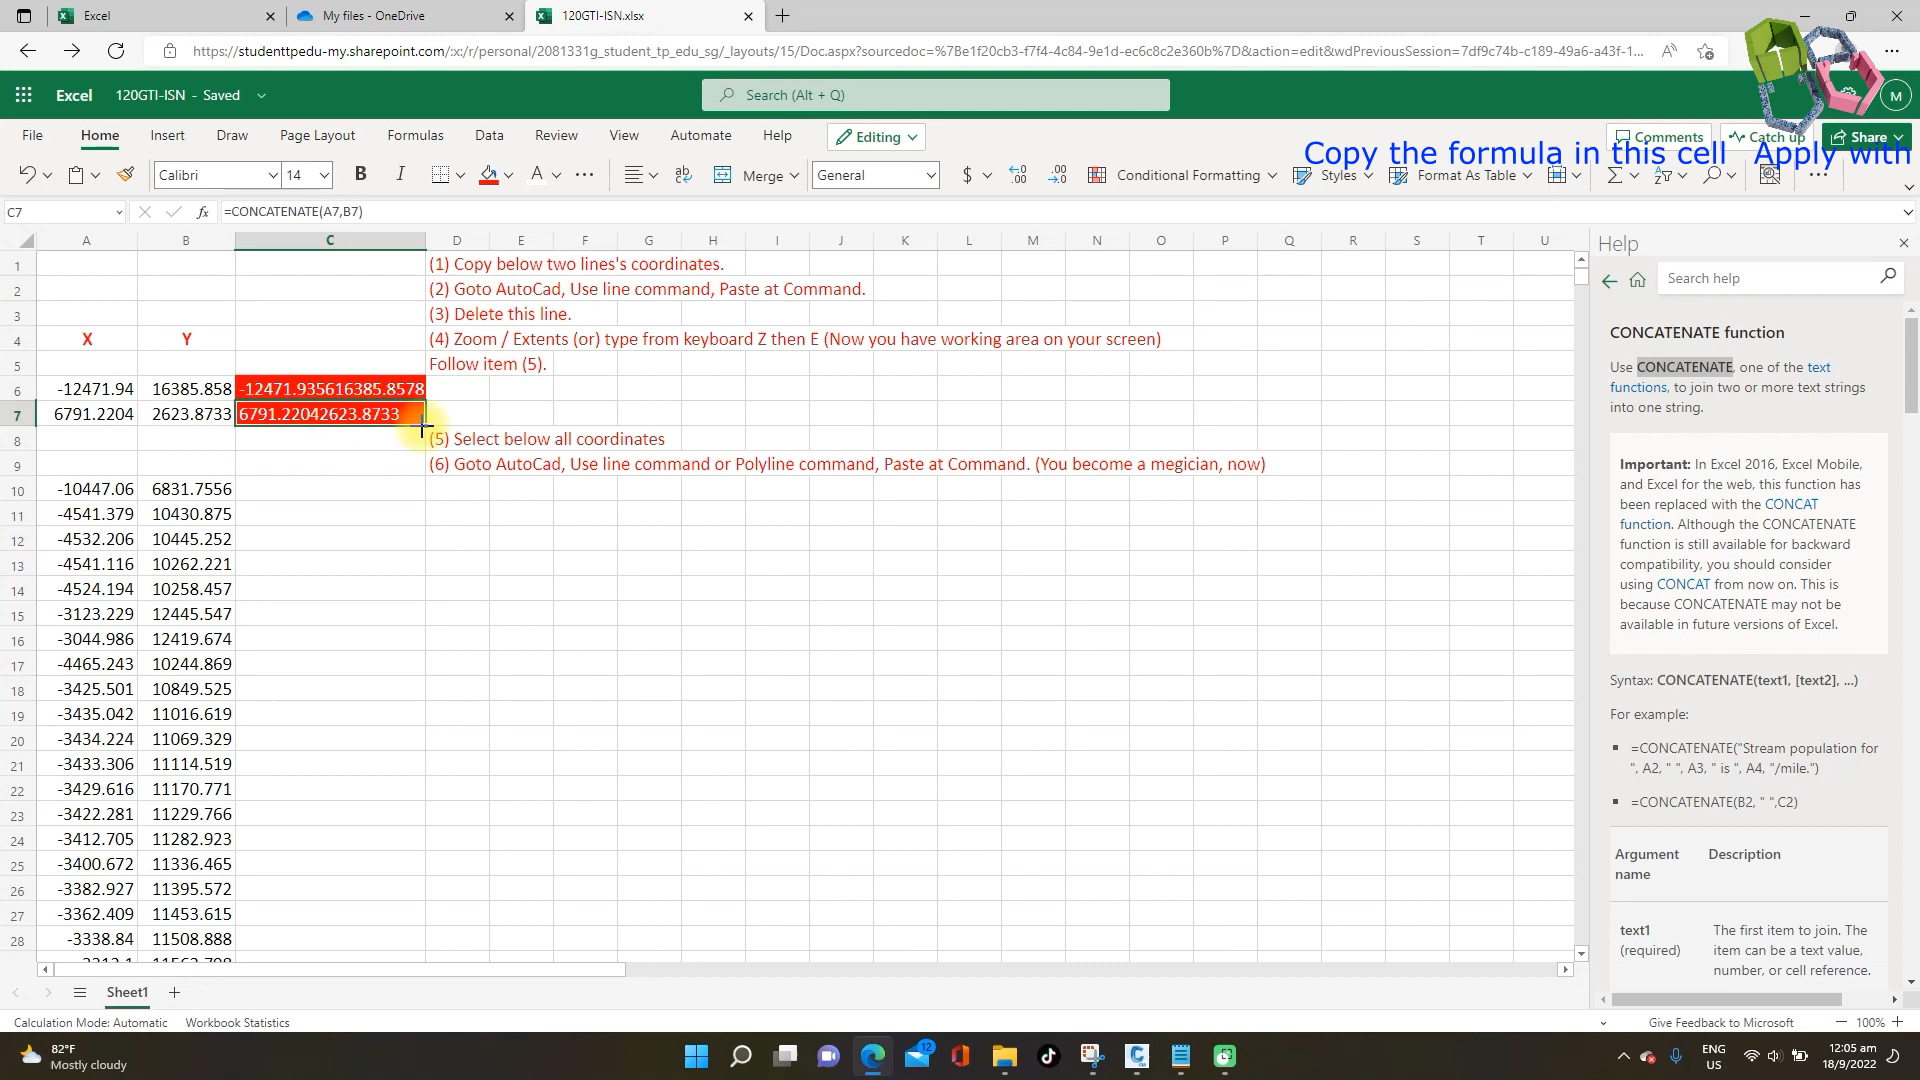 Excel
My files - OneDrive
120GTI-ISN.xlsx
https://studenttpedu-my.sharepoint.com/:x:/r/personal/2081331g_student_tp_edu_sg/_layouts/15/Doc.aspx?sourcedoc=%7Be1f20cb3-f7f4-4c84-9e1d-ec6c8c2e360b%7D&action=edit&wdPreviousSession=7df9c74b-c189-49a6-a43f-1...
Excel 120GTI-ISN - Saved
Search (Alt + Q)
M
File Home Insert Draw Page Layout Formulas Data Review View Automate Help Editing Comments Catch up Share
Copy the formula in this cell Apply with
Calibri 14 B I A Merge General $ .00 Conditional Formatting Styles Format As Table
C7 fx =CONCATENATE(A7,B7)
A B C D E F G H I J K L M N O P Q R S T U
1 (1) Copy below two lines's coordinates.
2 (2) Goto AutoCad, Use line command, Paste at Command.
3 (3) Delete this line.
4 X Y (4) Zoom / Extents (or) type from keyboard Z then E (Now you have working area on your screen)
5 Follow item (5).
6 -12471.94 16385.858 -12471.935616385.8578
7 6791.2204 2623.8733 6791.22042623.8733
8 (5) Select below all coordinates
9 (6) Goto AutoCad, Use line command or Polyline command, Paste at Command. (You become a megician, now)
10 -10447.06 6831.7556
11 -4541.379 10430.875
12 -4532.206 10445.252
13 -4541.116 10262.221
14 -4524.194 10258.457
15 -3123.229 12445.547
16 -3044.986 12419.674
17 -4465.243 10244.869
18 -3425.501 10849.525
19 -3435.042 11016.619
20 -3434.224 11069.329
21 -3433.306 11114.519
22 -3429.616 11170.771
23 -3422.281 11229.766
24 -3412.705 11282.923
25 -3400.672 11336.465
26 -3382.927 11395.572
27 -3362.409 11453.615
28 -3338.84 11508.888
Help
Search help
CONCATENATE function
Use CONCATENATE, one of the text
functions, to join two or more text strings
into one string.
Important: In Excel 2016, Excel Mobile,
and Excel for the web, this function has
been replaced with the CONCAT
function. Although the CONCATENATE
function is still available for backward
compatibility, you should consider
using CONCAT from now on. This is
because CONCATENATE may not be
available in future versions of Excel.
Syntax: CONCATENATE(text1, [text2], ...)
For example:
=CONCATENATE("Stream population for
", A2, " ", A3, " is ", A4, "/mile.")
=CONCATENATE(B2, " ",C2)
Argument
name
Description
text1
(required)
The first item to join. The
item can be a text value,
number, or cell reference.
Sheet1
Calculation Mode: Automatic Workbook Statistics Give Feedback to Microsoft 100%
82°F
Mostly cloudy
12
ENG
US
12:05 am
18/9/2022